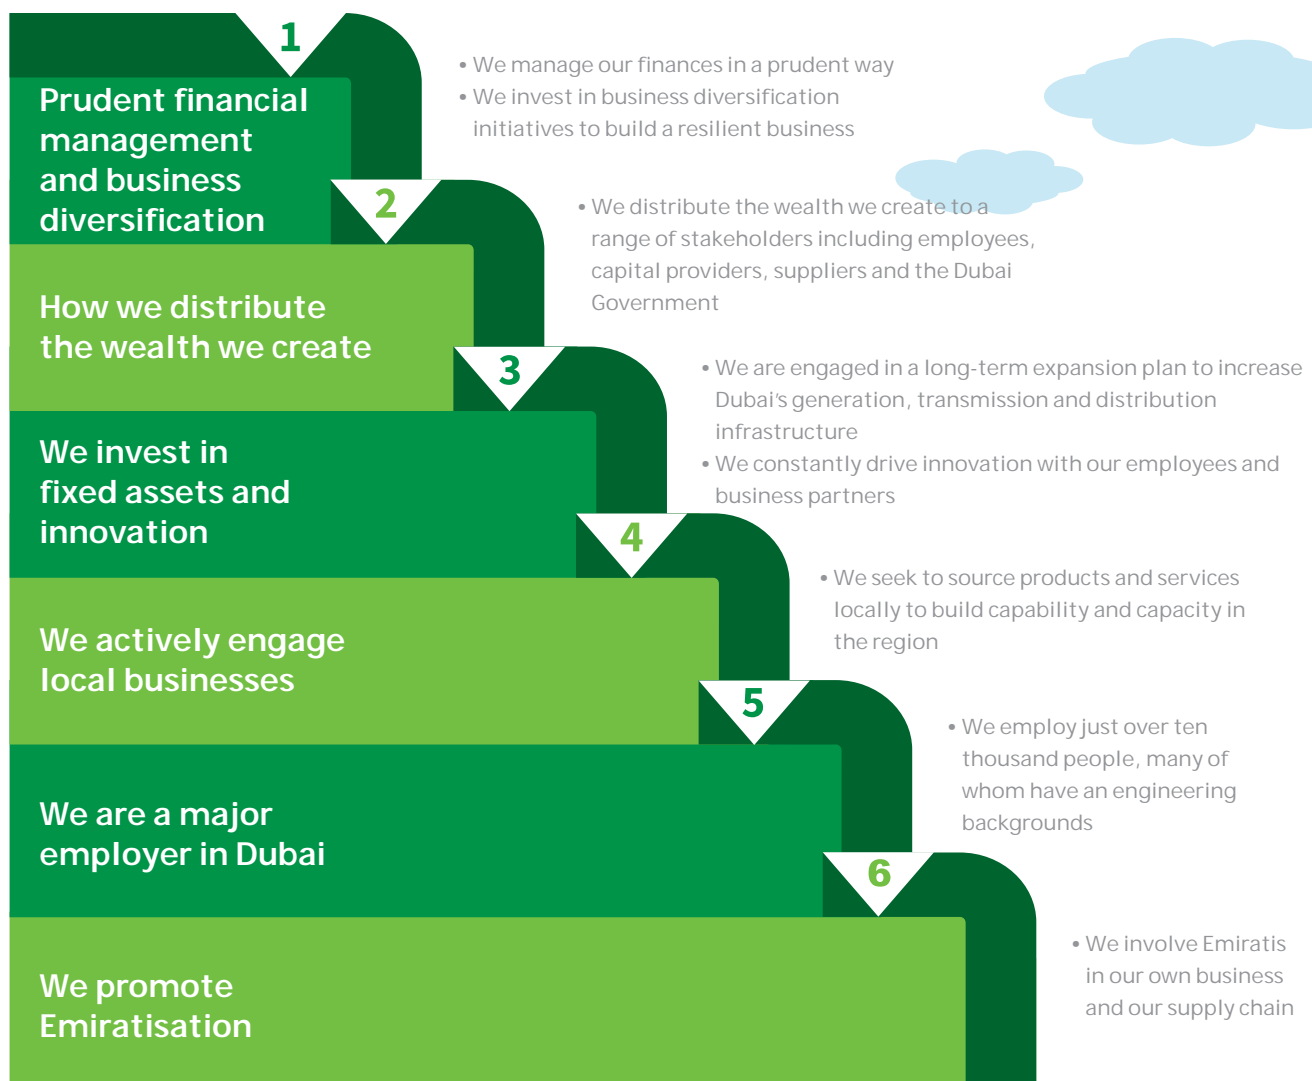 1
Prudent financial
management
and business
diversification
• We manage our finances in a prudent way
• We invest in business diversification
initiatives to build a resilient business
2
How we distribute
the wealth we create
• We distribute the wealth we create to a
range of stakeholders including employees,
capital providers, suppliers and the Dubai
Government
3
We invest in
fixed assets and
innovation
• We are engaged in a long-term expansion plan to increase
Dubai's generation, transmission and distribution
infrastructure
• We constantly drive innovation with our employees and
business partners
4
We actively engage
local businesses
• We seek to source products and services
locally to build capability and capacity in
the region
5
We are a major
employer in Dubai
• We employ just over ten
thousand people, many of
whom have an engineering
backgrounds
6
We promote
Emiratisation
• We involve Emiratis
in our own business
and our supply chain